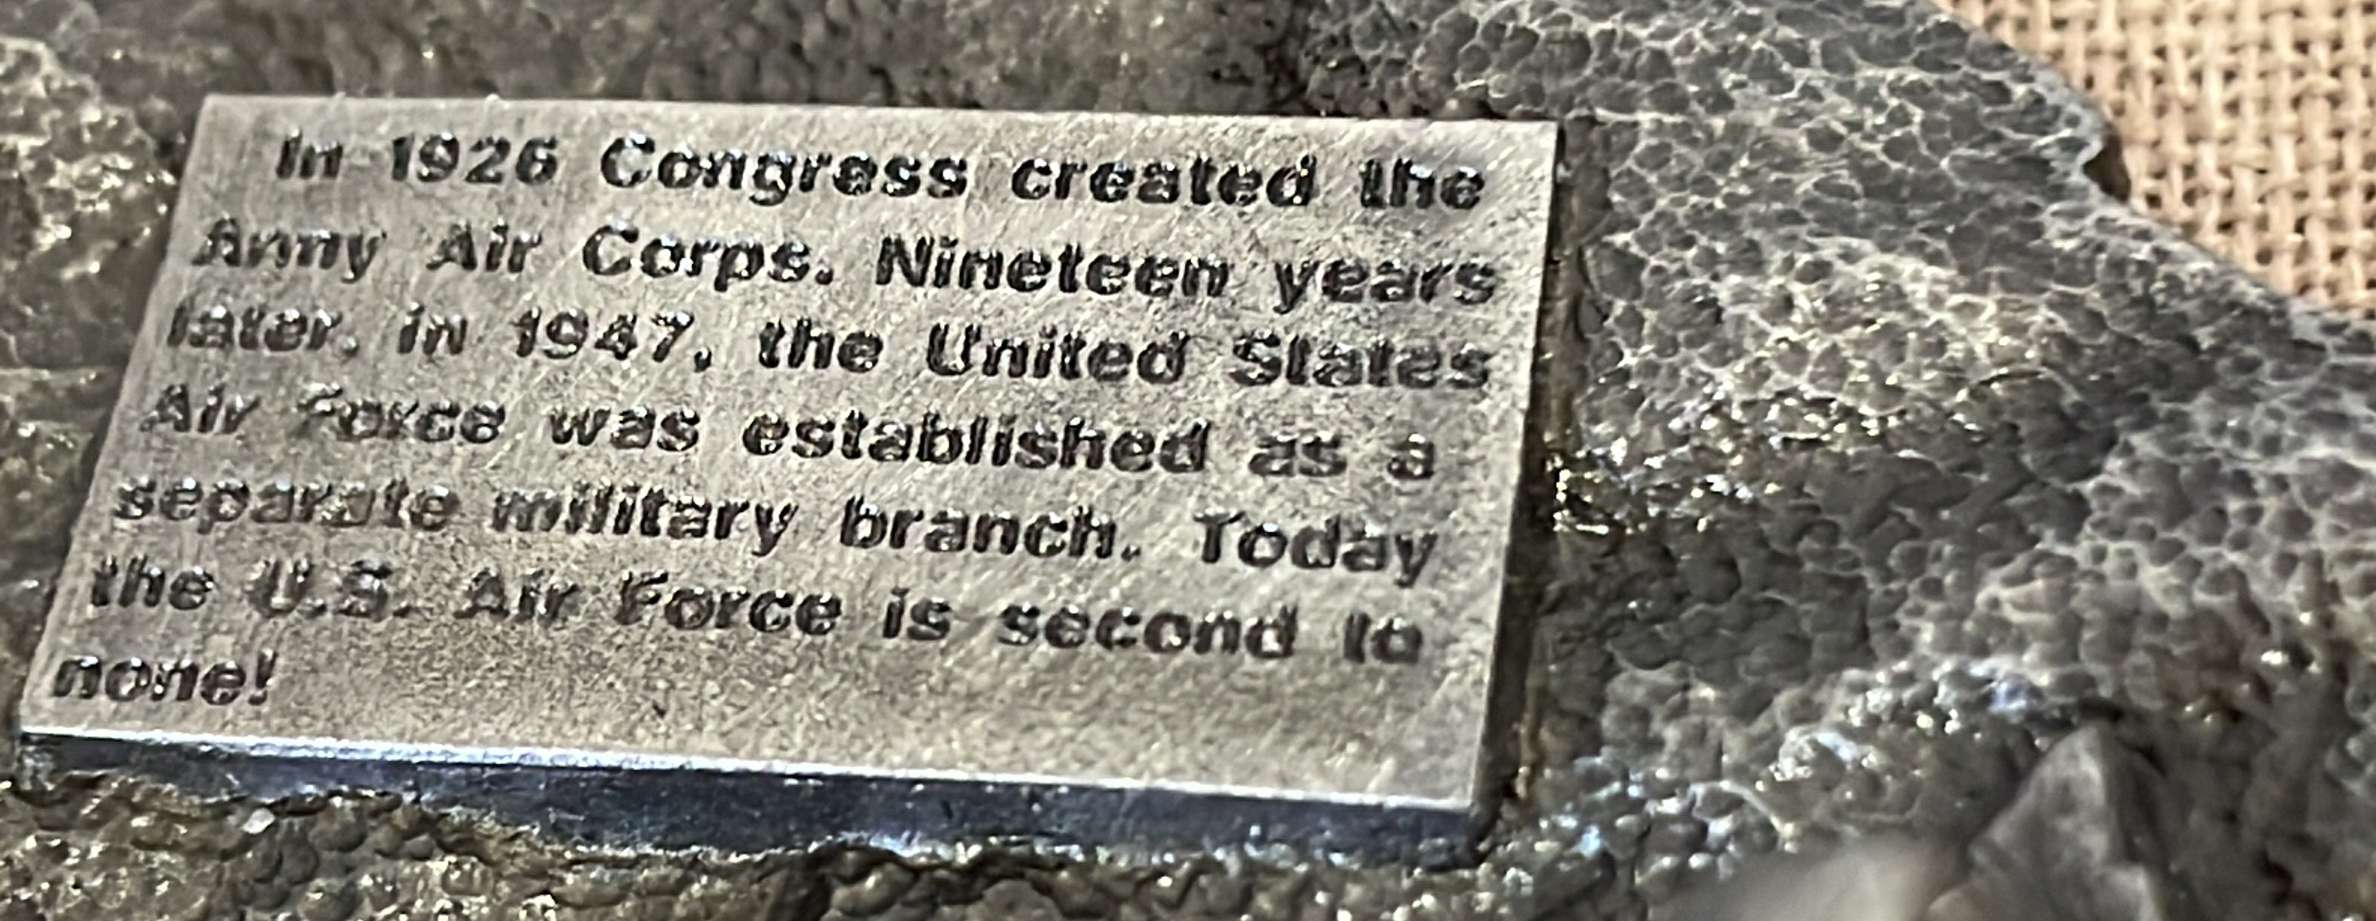 In 1926 Congress created the
Army Air Corps. Nineteen years
later, in 1947, the United States
Air Force was established as a
separate military branch. Today
the U.S. Air Force is second to
none!